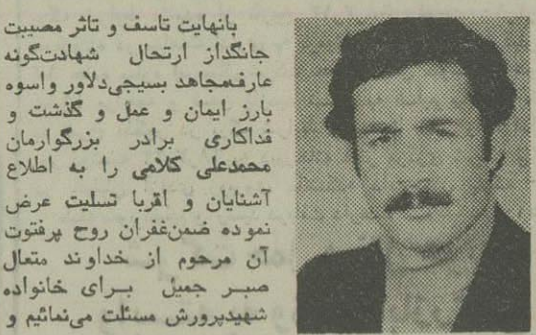 بانهایت تاسف و تاثر مصیبت
جانگداز ارتحال شهادت‌گونه
عارف‌مجاهد بسیجی‌دلاور و‌اسوه
بارز ایمان و عمل و گذشت و
فداکاری برادر بزرگوارمان
محمدعلی کلامی را به اطلاع
آشنایان و اقربا تسلیت عرض
نموده ضمن‌غفران روح پرفتوت
آن مرحوم از خداوند متعال
صبر جمیل برای خانواده
شهیدپرورش مسئلت می‌نمائیم و